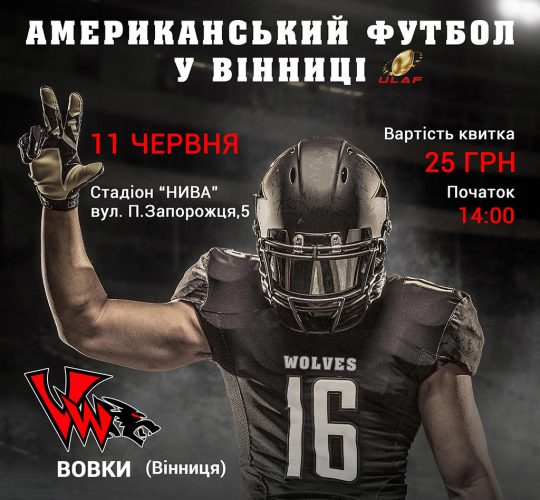 АМЕРИКАНСЬКИЙ ФУТБОЛ
У ВІННИЦІ
ULAF
11 ЧЕРВНЯ
Стадіон “НИВА”
вул. П.Запорожця,5
Вартість квитка
25 ГРН
Початок
14:00
WOLVES
16
VW
ВОВКИ (Вінниця)